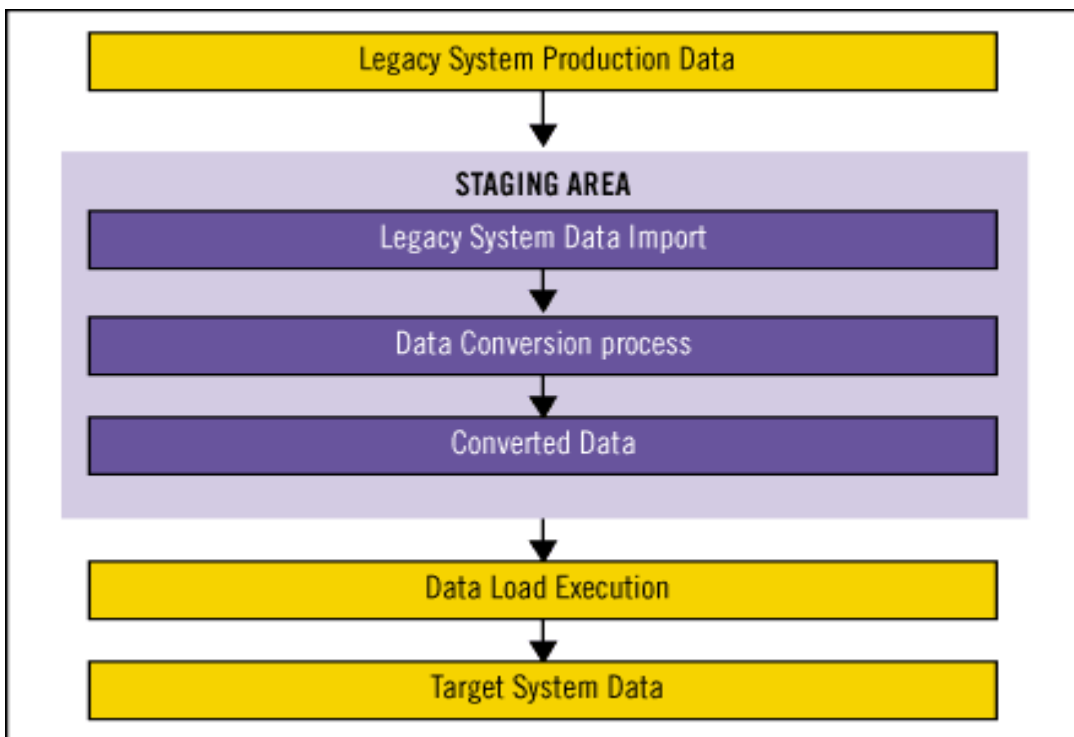 Legacy System Production Data
STAGING AREA
Legacy System Data Import
Data Conversion process
Converted Data
Data Load Execution
Target System Data